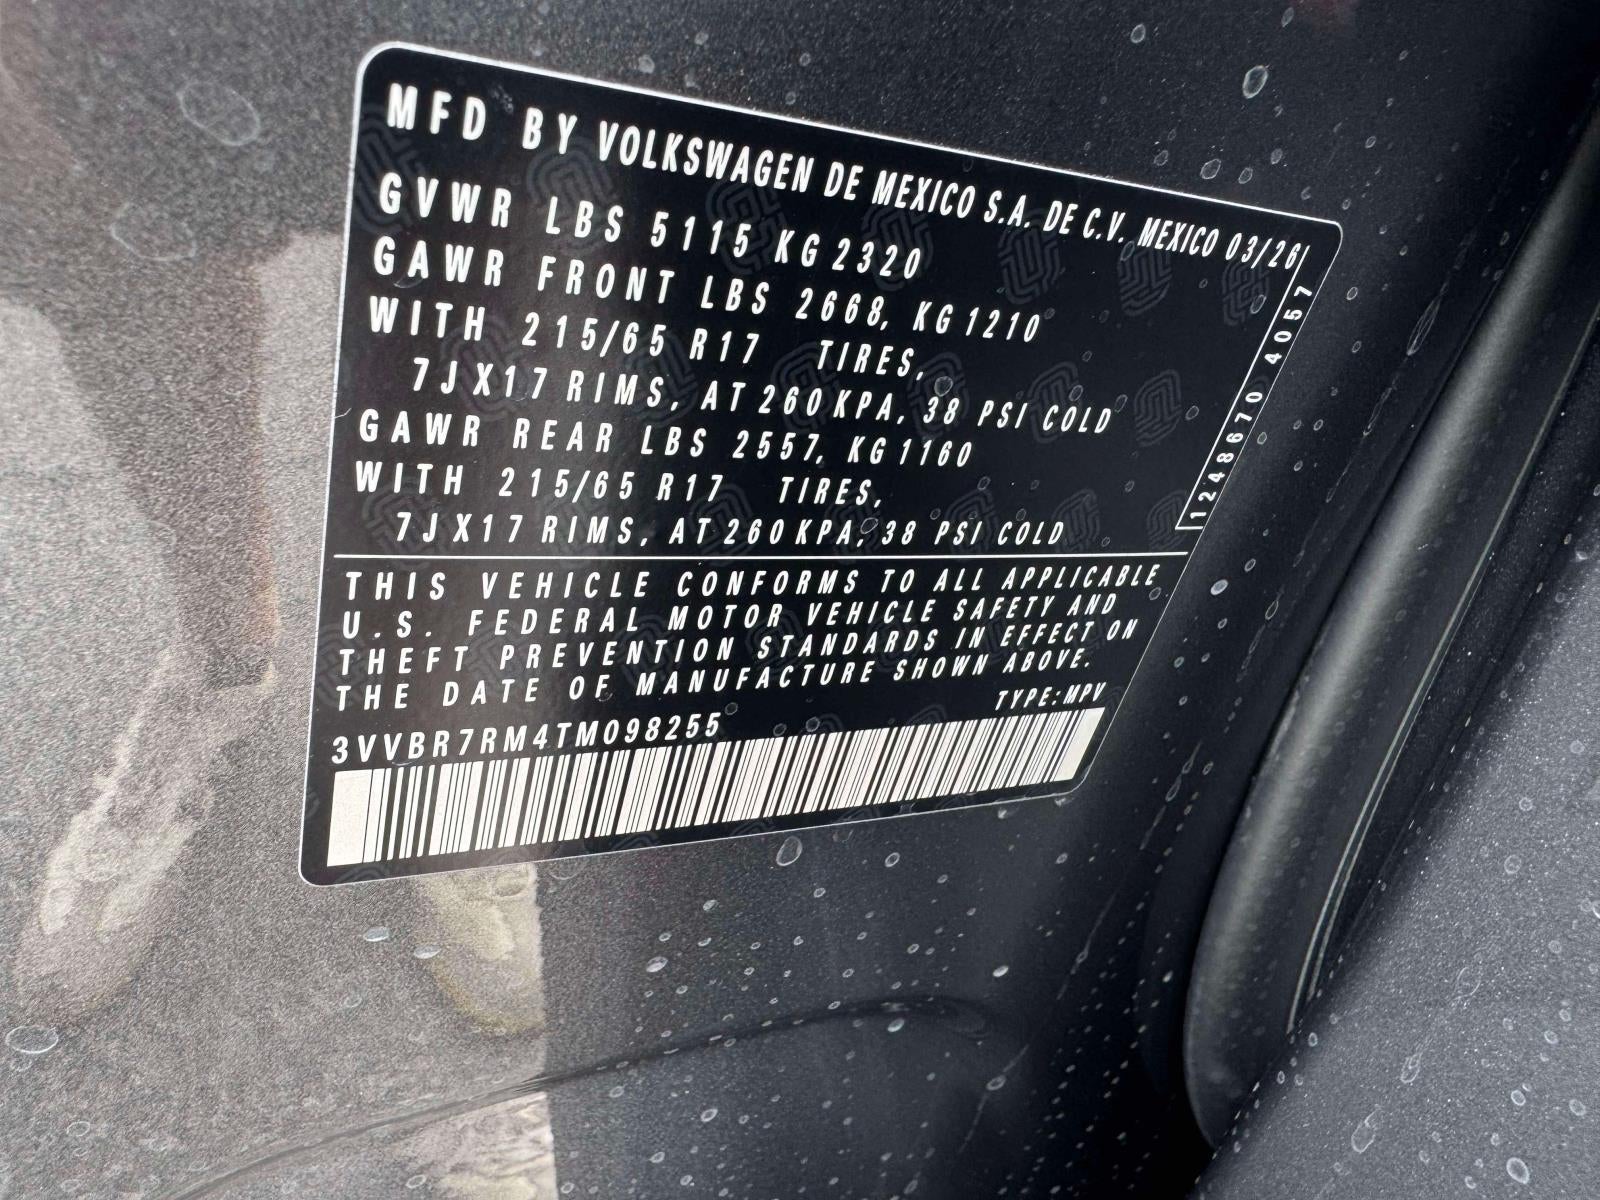 MFD BY VOLKSWAGEN DE MEXICO S.A. DE C.V. MEXICO 03/26
GVWR LBS 5115 KG 2320
GAWR FRONT LBS 2668, KG 1210
WITH 215/65 R17 TIRES,
7JX17 RIMS, AT 260 KPA, 38 PSI COLD
GAWR REAR LBS 2557, KG 1160
WITH 215/65 R17 TIRES,
7JX17 RIMS, AT 260 KPA, 38 PSI COLD
1248670 4057
THIS VEHICLE CONFORMS TO ALL APPLICABLE
U.S. FEDERAL MOTOR VEHICLE SAFETY AND
THEFT PREVENTION STANDARDS IN EFFECT ON
THE DATE OF MANUFACTURE SHOWN ABOVE.
TYPE: MPV
3VVBR7RM4TM098255